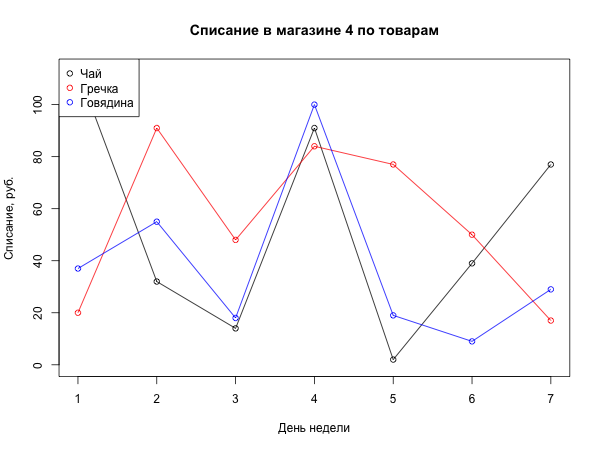 Списание в магазине 4 по товарам
Чай
Гречка
Говядина
Списание, руб.
100
80
60
40
20
0
1 2 3 4 5 6 7
День недели